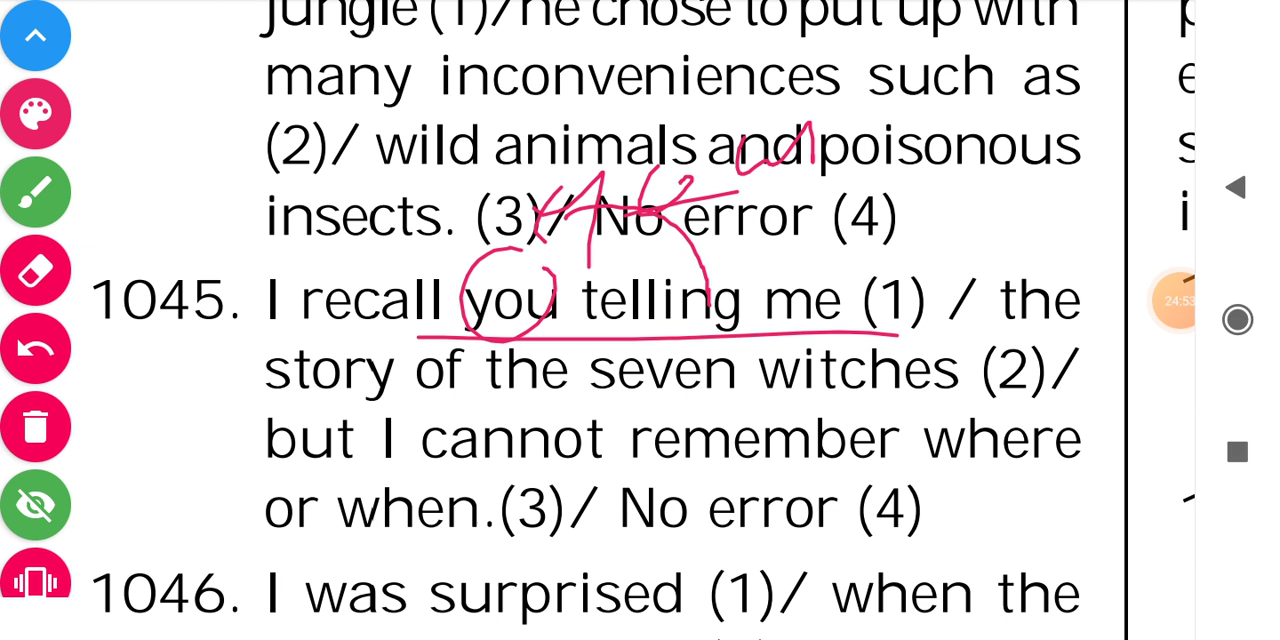 jungle (1)/he chose to put up with
many inconveniences such as
(2)/ wild animals and poisonous
insects. (3)/ No error (4)
1045. I recall you telling me (1) / the
story of the seven witches (2)/
but I cannot remember where
or when.(3)/ No error (4)
1046. I was surprised (1)/ when the
24:53